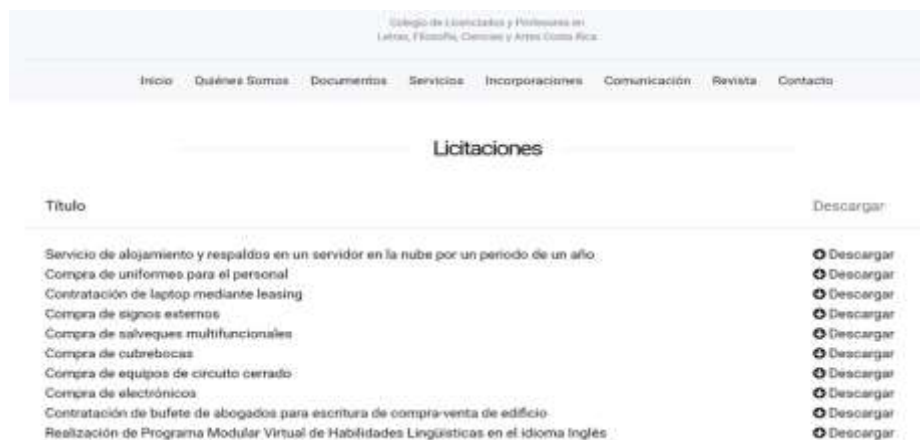 Colegio de Licenciados y Profesores en
Letras, Filosofía, Ciencias y Artes Costa Rica.
Inicio Quiénes Somos Documentos Servicios Incorporaciones Comunicación Revista Contacto
Licitaciones
Título Descargar
Servicio de alojamiento y respaldos en un servidor en la nube por un periodo de un año Descargar
Compra de uniformes para el personal Descargar
Contratación de laptop mediante leasing Descargar
Compra de signos externos Descargar
Compra de salveques multifuncionales Descargar
Compra de cubrebocas Descargar
Compra de equipos de circuito cerrado Descargar
Compra de electrónicos Descargar
Contratación de bufete de abogados para escritura de compra-venta de edificio Descargar
Realización de Programa Modular Virtual de Habilidades Lingüisticas en el idioma Inglés Descargar